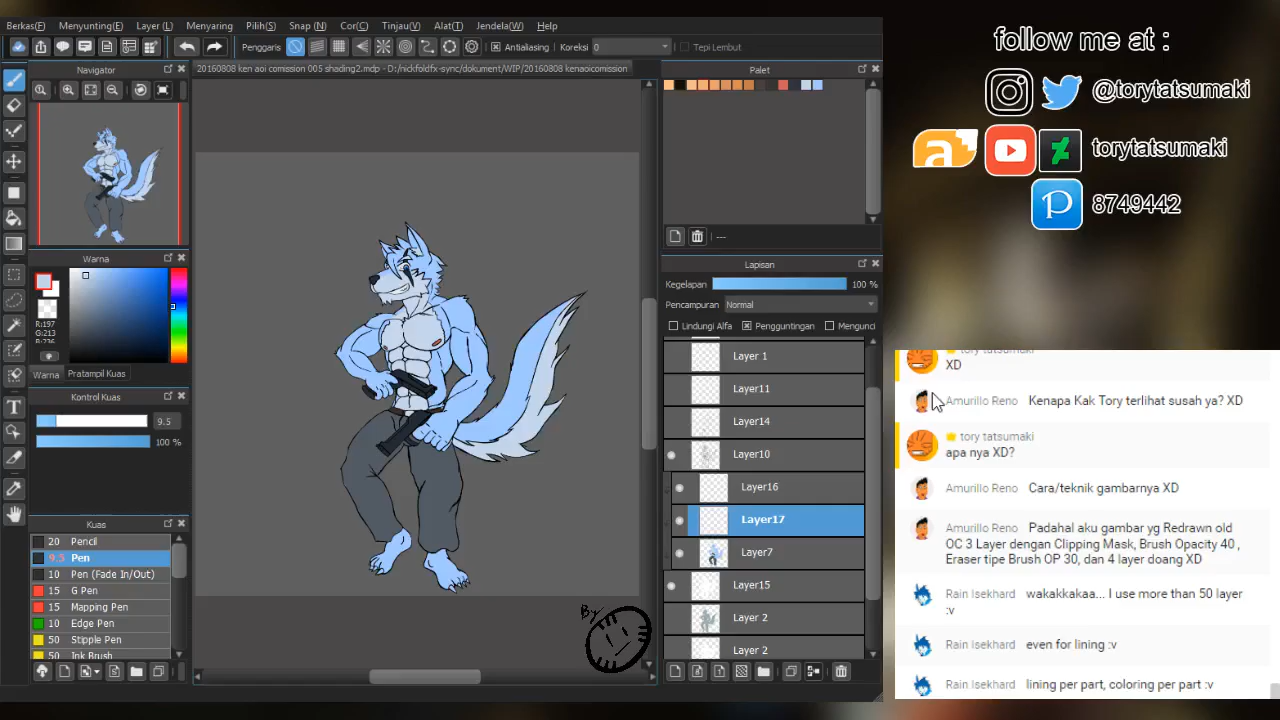 Berkas(F) Menyunting(E) Layer (L) Menyaring Pilih(S) Snap (N) Cor(C) Tinjau(V) Alat(T) Jendela(W) Help
Penggaris Antialiasing Koreksi 0 Tepi Lembut
Navigator
20160808 ken aoi comission 005 shading2.mdp - D:/nickfoldfx-sync/dokument/WIP/20160808 kenaoicomission
Palet
---
Warna
R:197
G:213
B:236
Warna Pratampil Kuas
Kontrol Kuas
9.5
100 %
Kuas
20 Pencil
9.5 Pen
10 Pen (Fade In/Out)
15 G Pen
15 Mapping Pen
10 Edge Pen
50 Stipple Pen
50 Ink Brush
By
Lapisan
Kegelapan 100 %
Pencampuran Normal
Lindungi Alfa Pengguntingan Mengunci
Layer 1
Layer11
Layer14
Layer10
Layer16
Layer17
Layer7
Layer15
Layer 2
Layer 2
follow me at :
@torytatsumaki
a torytatsumaki
P 8749442
tory tatsumaki
XD
Amurillo Reno Kenapa Kak Tory terlihat susah ya? XD
tory tatsumaki
apa nya XD?
Amurillo Reno Cara/teknik gambarnya XD
Amurillo Reno Padahal aku gambar yg Redrawn old
OC 3 Layer dengan Clipping Mask, Brush Opacity 40 ,
Eraser tipe Brush OP 30, dan 4 layer doang XD
Rain Isekhard wakakkakaa... I use more than 50 layer
:v
Rain Isekhard even for lining :v
Rain Isekhard lining per part, coloring per part :v